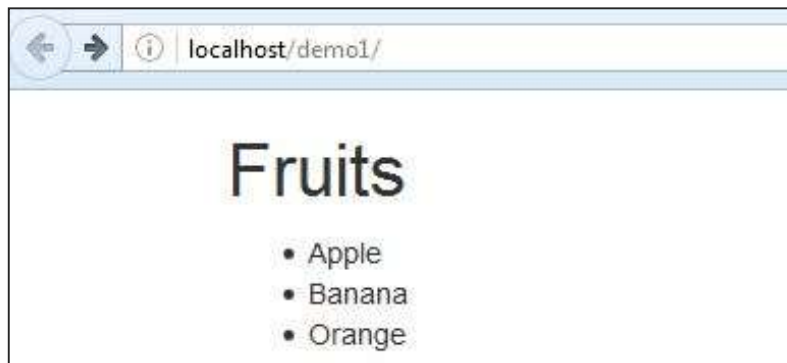 localhost/demo1/
Fruits
• Apple
• Banana
• Orange